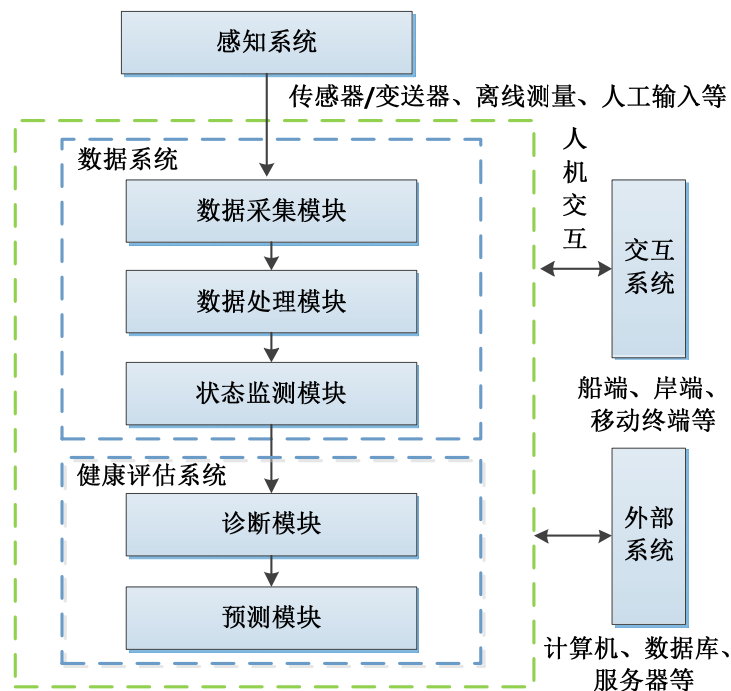 感知系统
传感器/变送器、离线测量、人工输入等
数据系统
数据采集模块
数据处理模块
状态监测模块
健康评估系统
诊断模块
预测模块
人
机
交
互
交互
系统
船端、岸端、
移动终端等
外部
系统
计算机、数据库、
服务器等